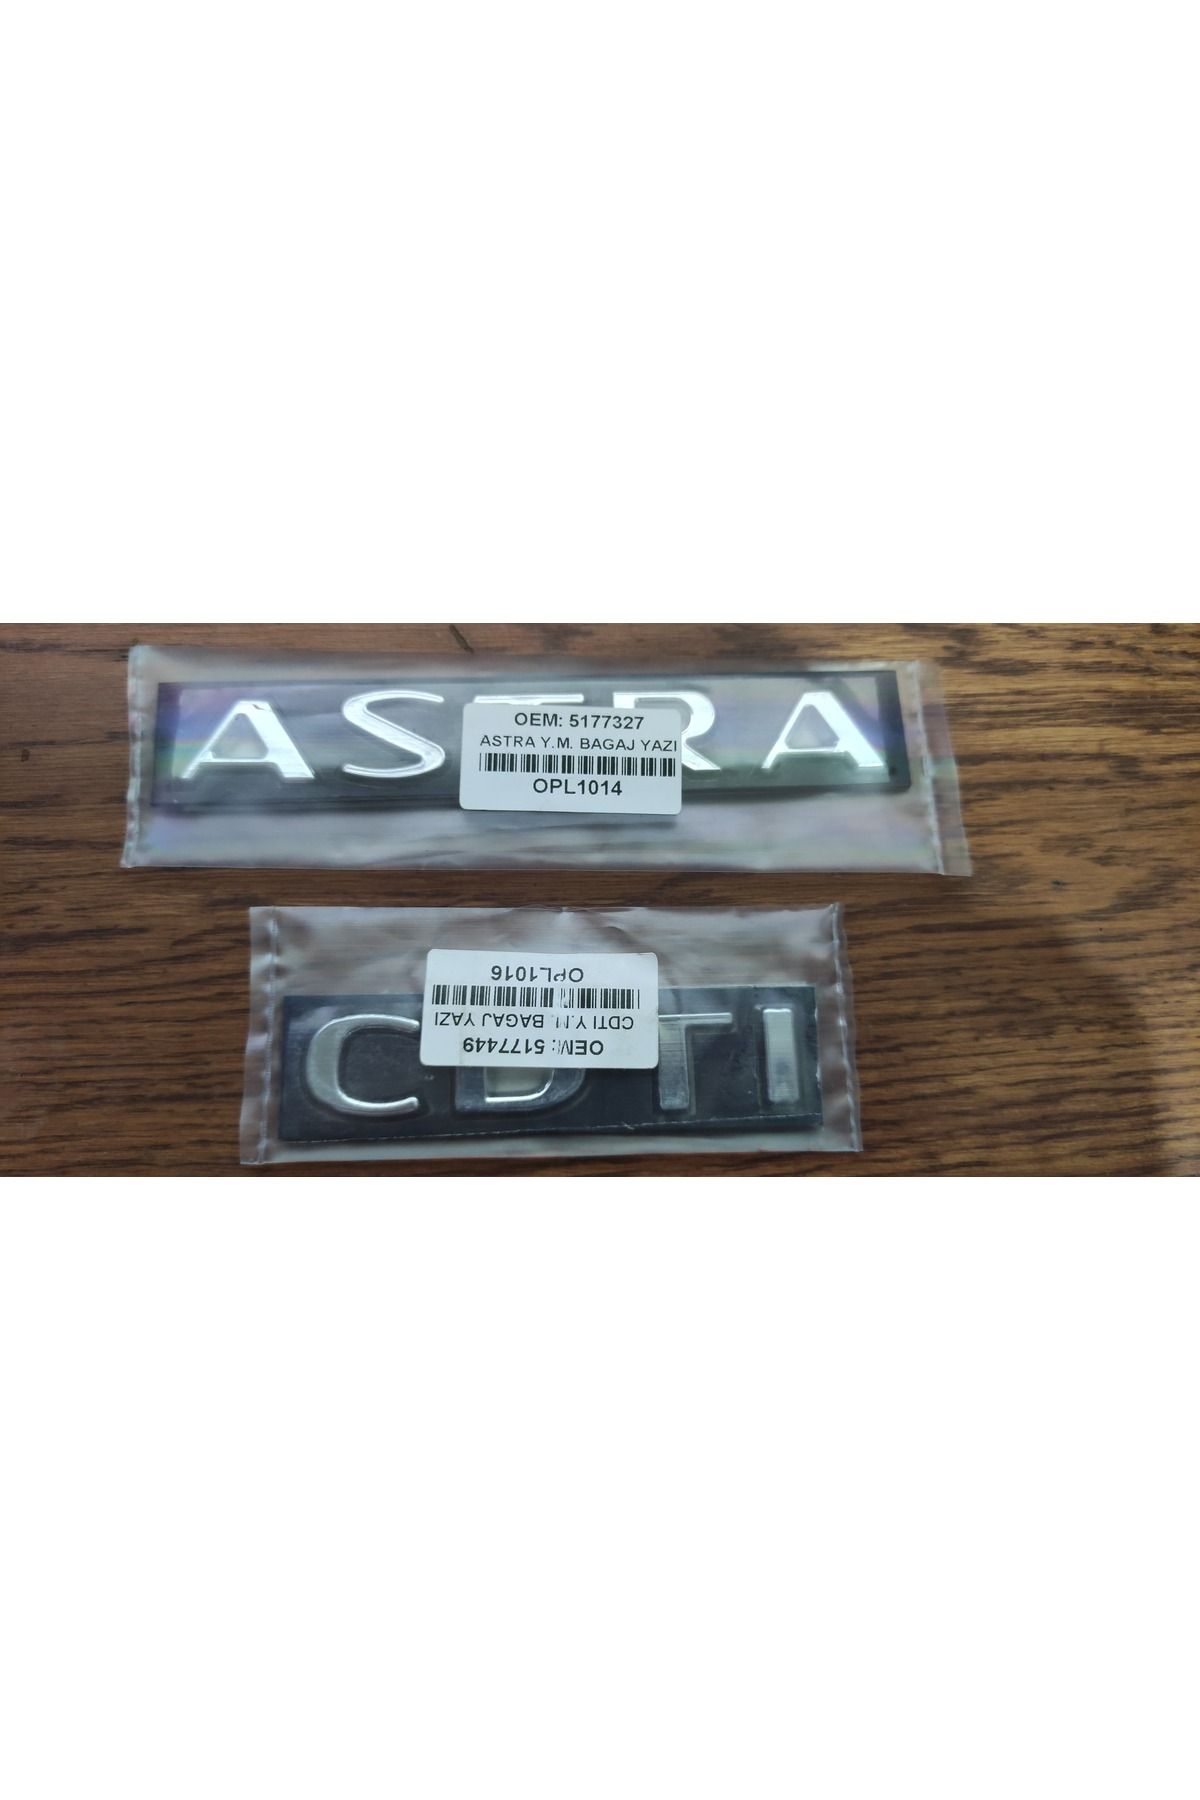 ASTRA
OEM: 5177327
ASTRA Y.M. BAGAJ YAZI
OPL1014
CDTI
OEM: 5177449
CDTI Y.M. BAGAJ YAZI
OPL1016